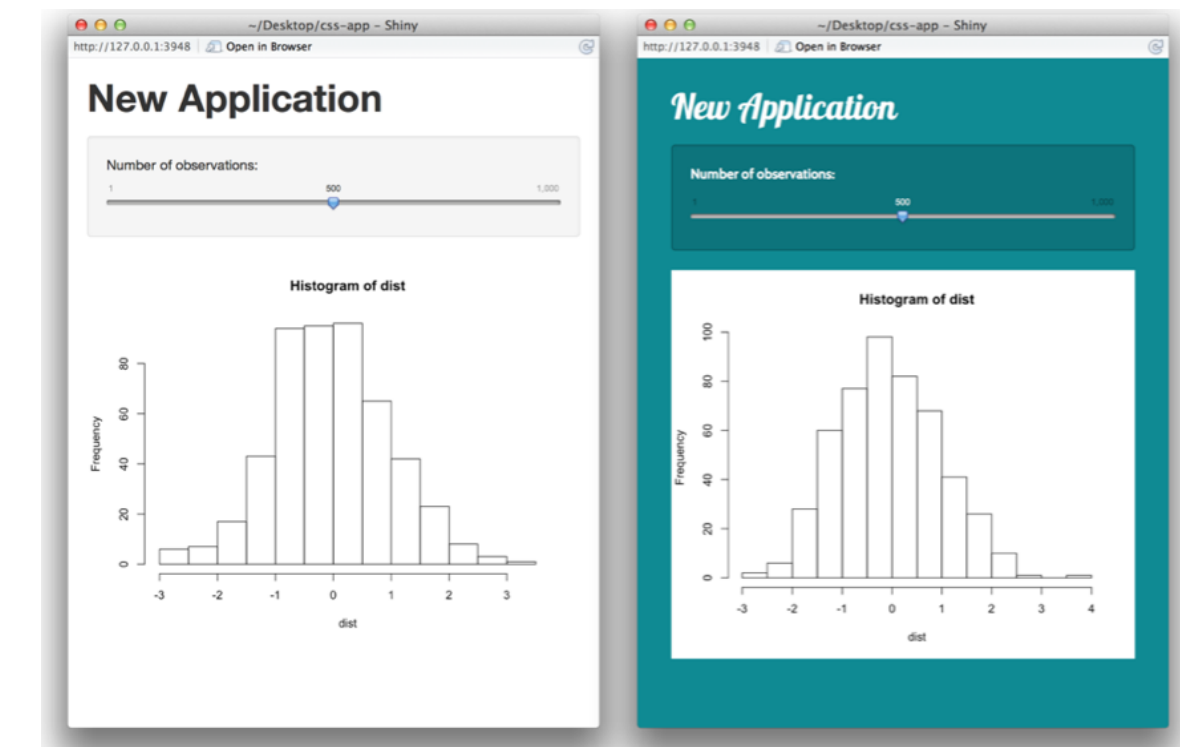 ~/Desktop/css-app – Shiny
http://127.0.0.1:3948 Open in Browser
New Application
Number of observations:
1 500 1,000
Histogram of dist
80
60
40
20
0
Frequency
-3 -2 -1 0 1 2 3
dist
~/Desktop/css-app – Shiny
http://127.0.0.1:3948 Open in Browser
New Application
Number of observations:
1 500 1,000
Histogram of dist
100
80
60
40
20
0
Frequency
-3 -2 -1 0 1 2 3 4
dist